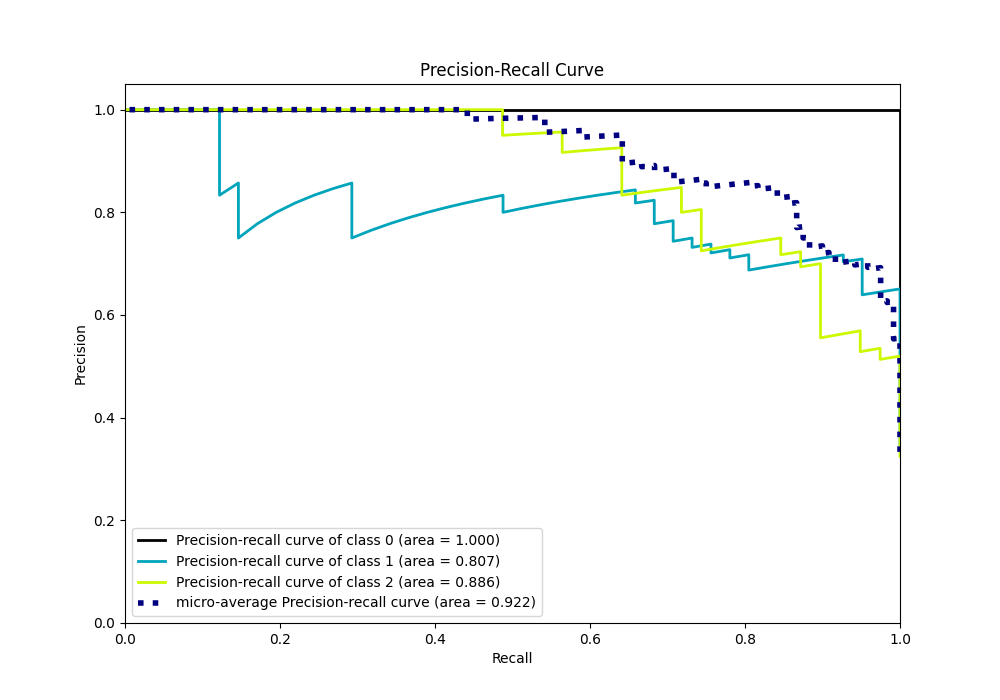 Precision-Recall Curve
1.0
0.8
0.6
0.4
0.2
0.0
Precision
Precision-recall curve of class 0 (area = 1.000)
Precision-recall curve of class 1 (area = 0.807)
Precision-recall curve of class 2 (area = 0.886)
micro-average Precision-recall curve (area = 0.922)
0.0 0.2 0.4 0.6 0.8 1.0
Recall